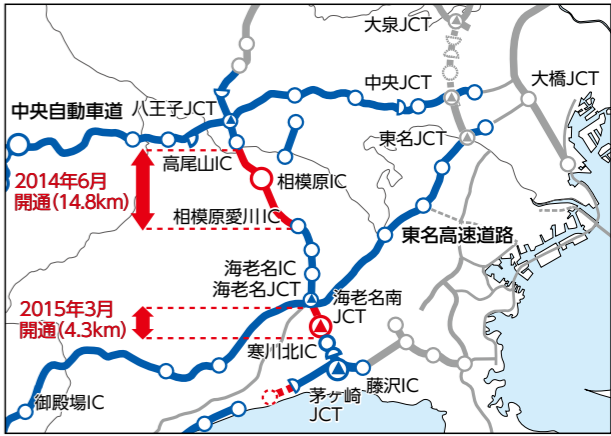 大泉JCT
中央JCT
大橋JCT
中央自動車道
八王子JCT
東名JCT
高尾山IC
2014年6月
開通(14.8km)
相模原IC
相模原愛川IC
東名高速道路
海老名IC
海老名JCT
2015年3月
開通(4.3km)
海老名南
JCT
寒川北IC
御殿場IC
茅ヶ崎
JCT
藤沢IC